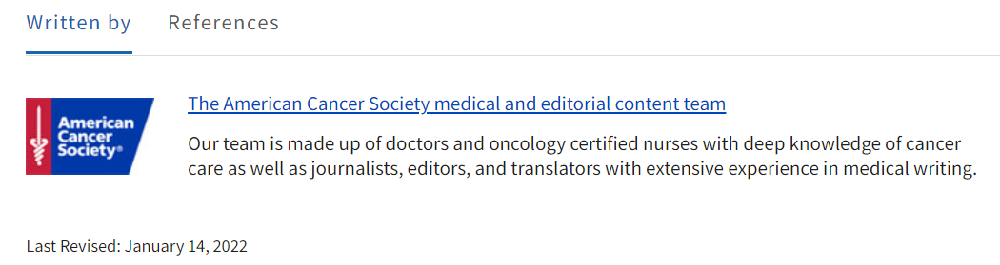 Written by References
American
Cancer
Society®
The American Cancer Society medical and editorial content team
Our team is made up of doctors and oncology certified nurses with deep knowledge of cancer
care as well as journalists, editors, and translators with extensive experience in medical writing.
Last Revised: January 14, 2022